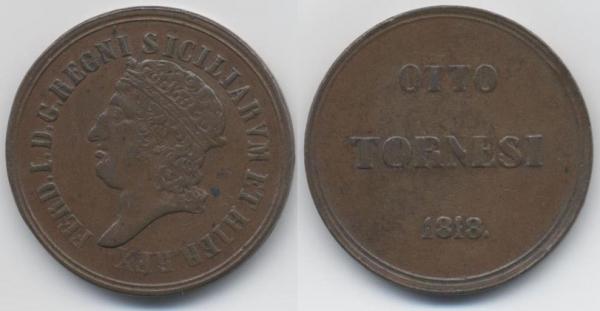 FERD. I. D. G. REGNI SICILIARVM ET HIER. REX
OTTO
TORNESI
1818.